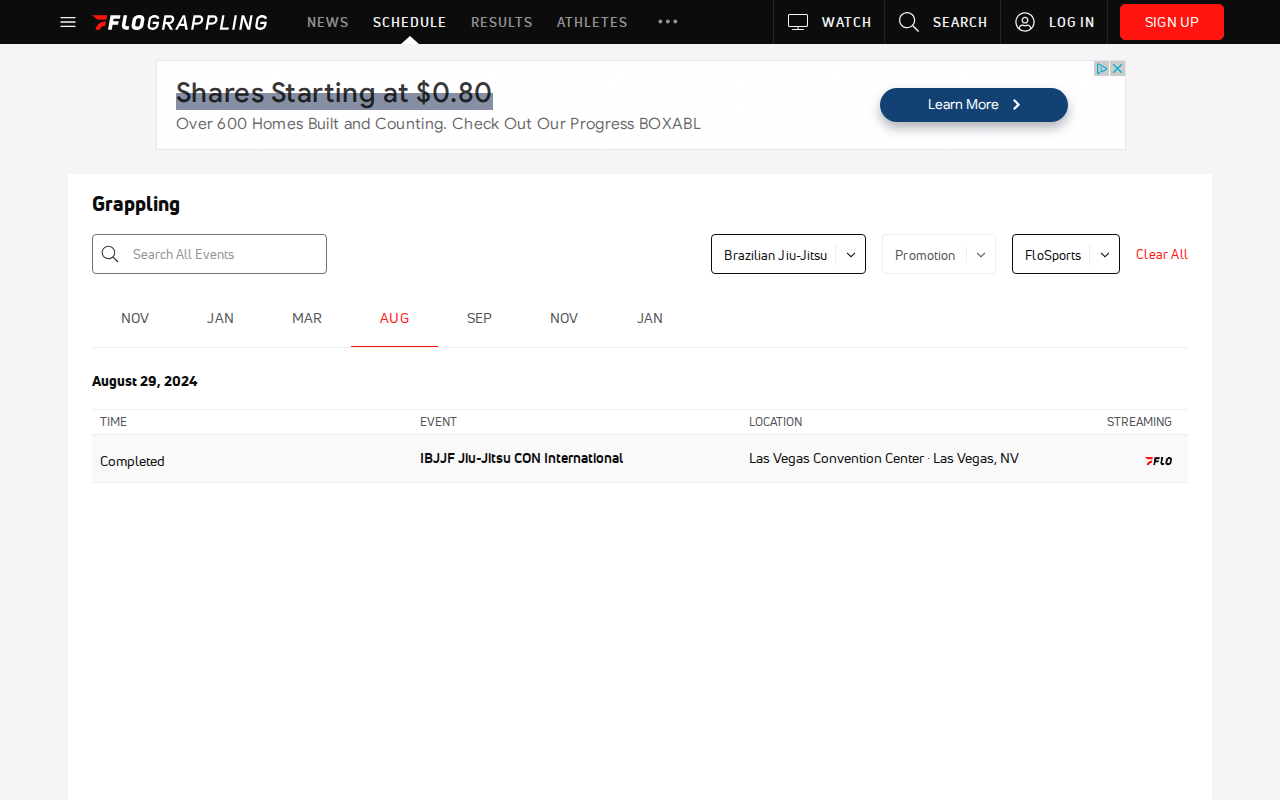 FLOGRAPPLING NEWS SCHEDULE RESULTS ATHLETES WATCH SEARCH LOG IN SIGN UP
Shares Starting at $0.80
Over 600 Homes Built and Counting. Check Out Our Progress BOXABL
Learn More
Grappling
Search All Events
Brazilian Jiu-Jitsu Promotion FloSports Clear All
NOV JAN MAR AUG SEP NOV JAN
August 29, 2024
TIME EVENT LOCATION STREAMING
Completed IBJJF Jiu-Jitsu CON International Las Vegas Convention Center · Las Vegas, NV FLO